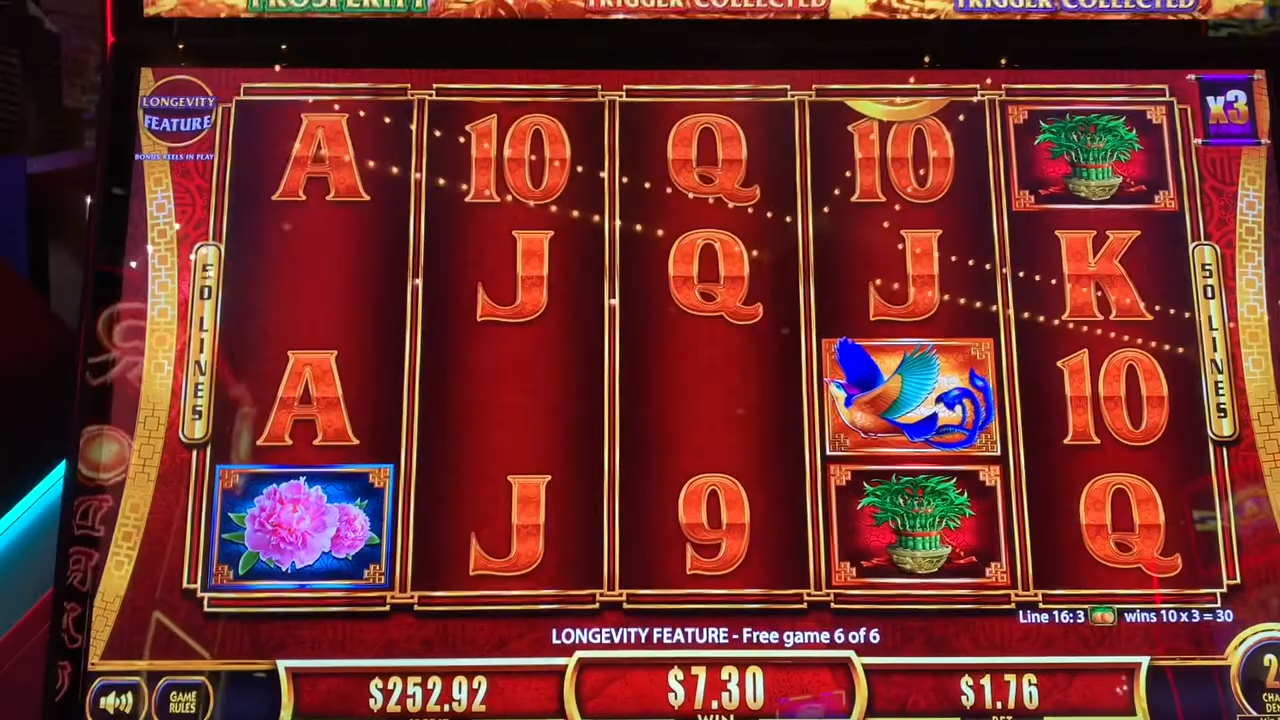 PROSPERITY
TRIGGER COLLECTED
TRIGGER COLLECTED
LONGEVITY
FEATURE
BONUS REELS IN PLAY
X3
A 10 Q 10
J Q J K
A 10
J 9 Q
50 LINES
50 LINES
Line 16: 3 wins 10 x 3 = 30
LONGEVITY FEATURE - Free game 6 of 6
GAME
RULES
$252.92 $7.30 $1.76
WIN
BET